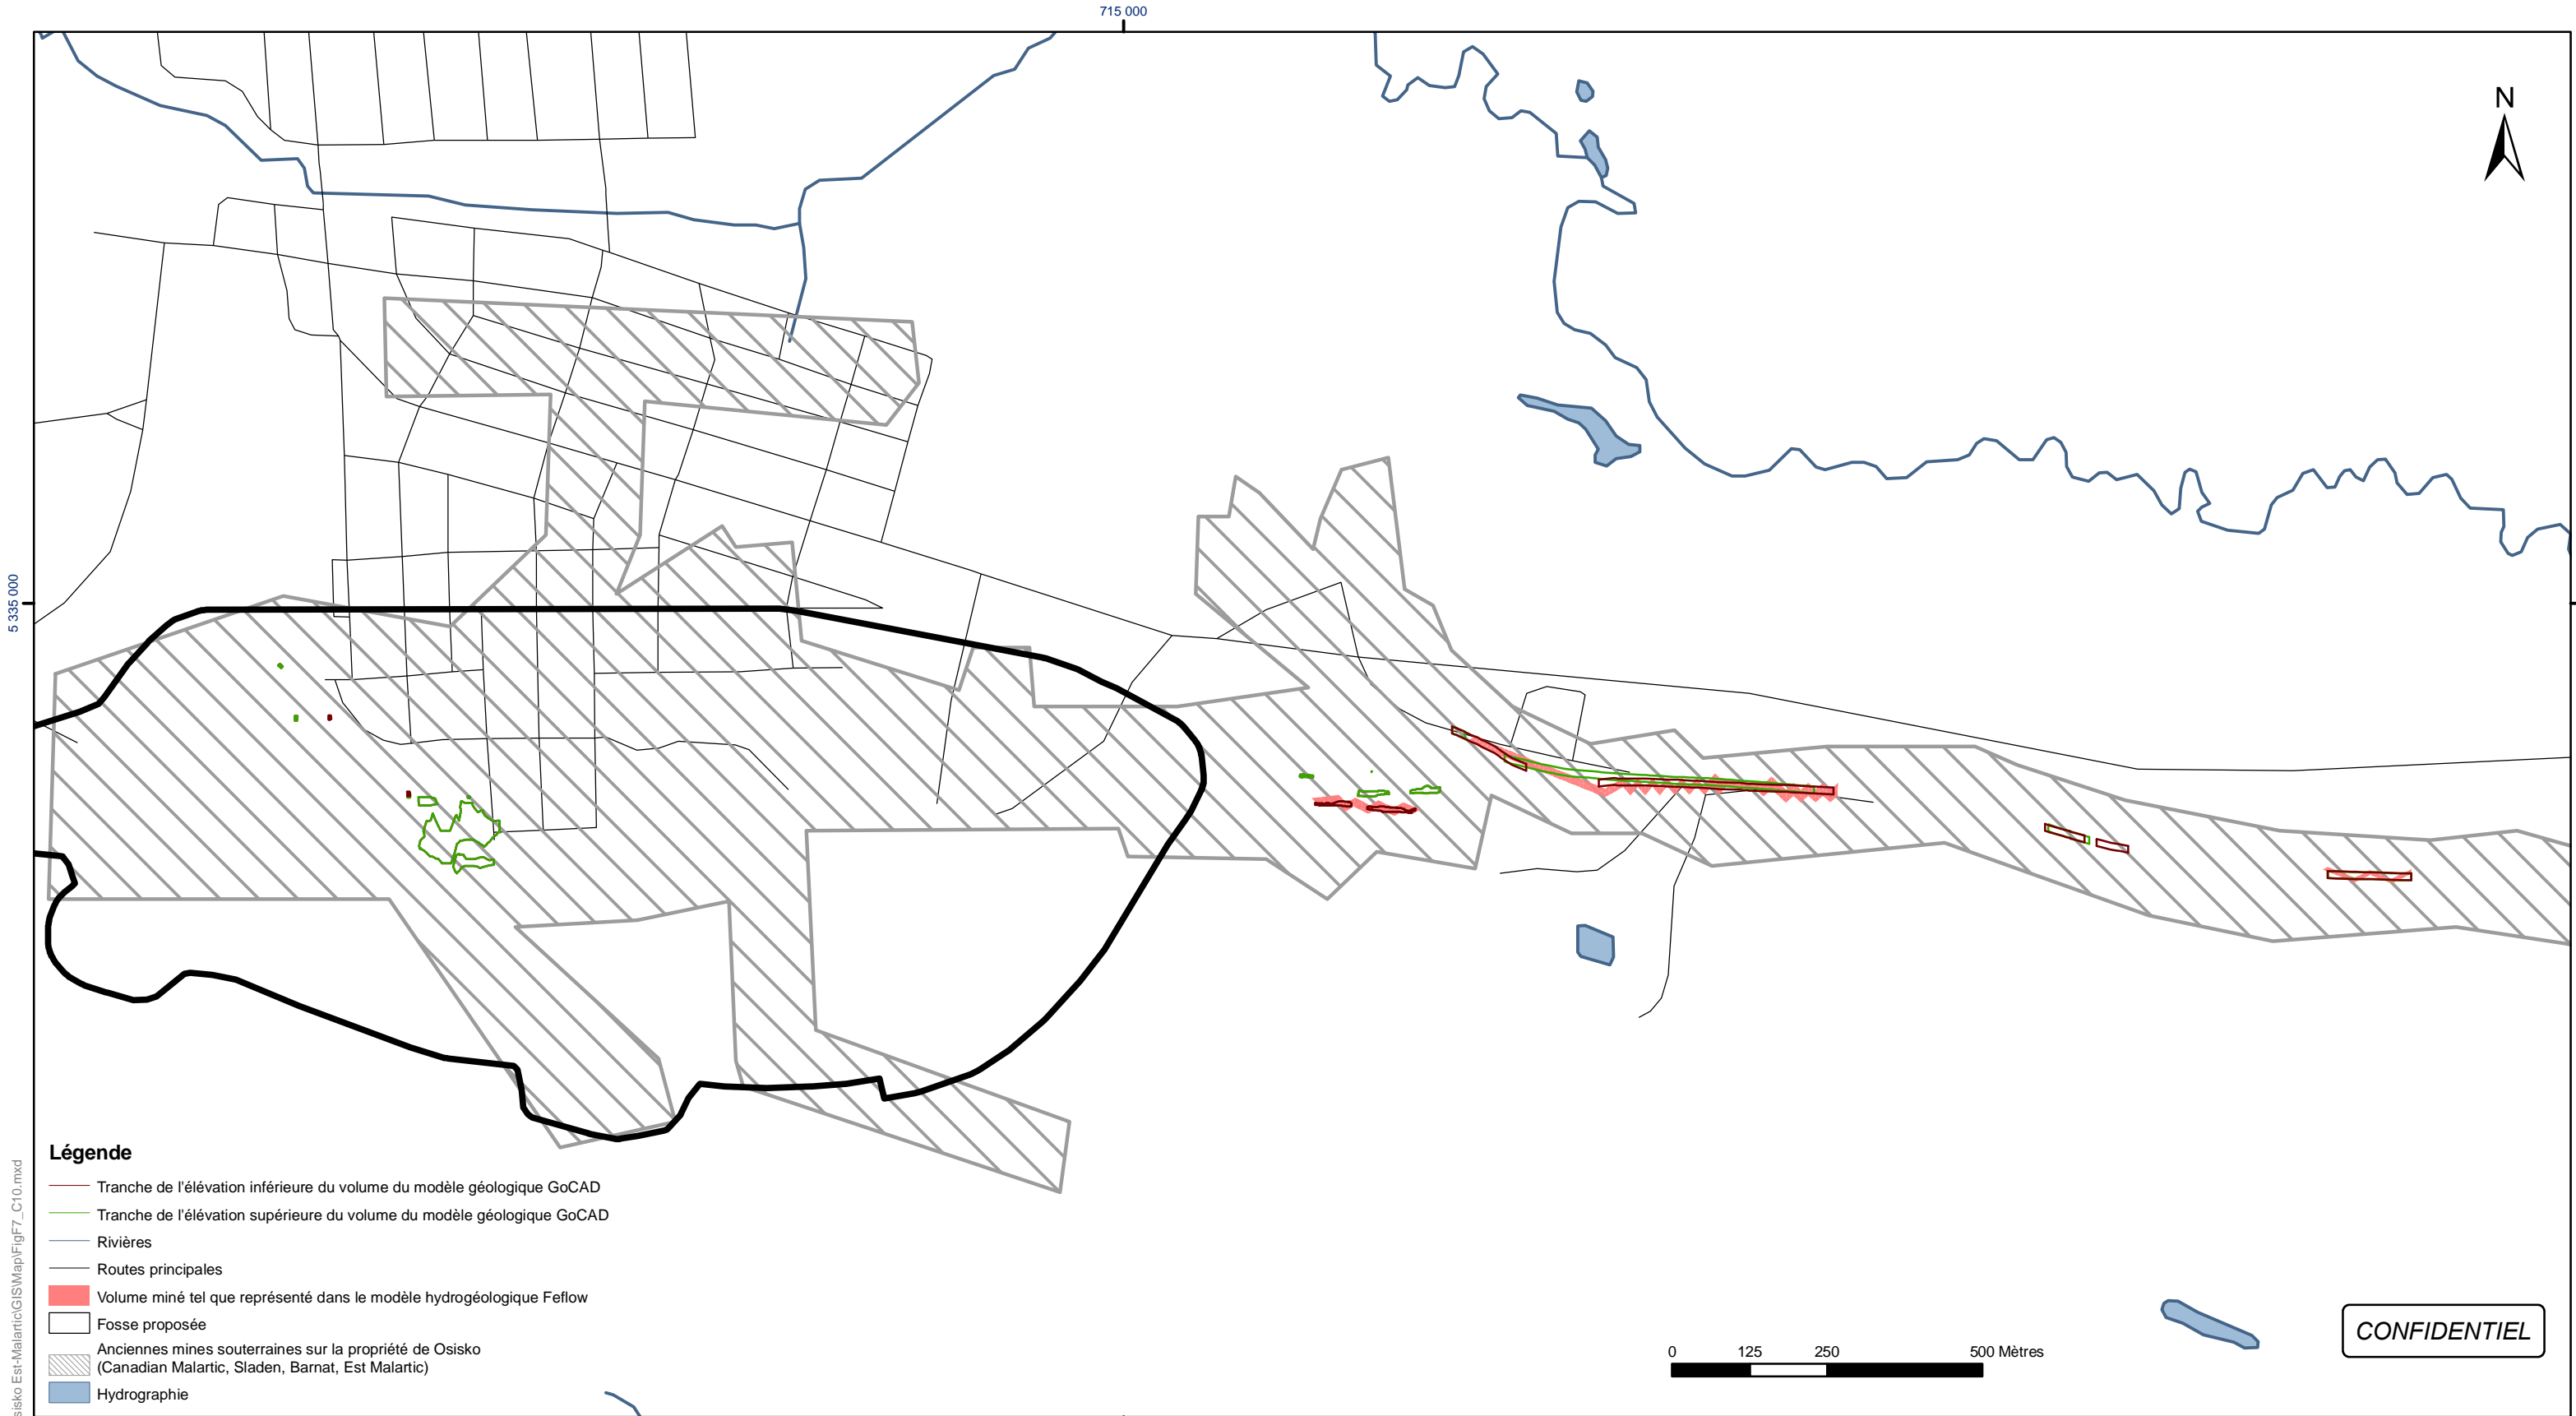 715 000
N
5 335 000
Légende
Tranche de l'élévation inférieure du volume du modèle géologique GoCAD
Tranche de l'élévation supérieure du volume du modèle géologique GoCAD
Rivières
Routes principales
Volume miné tel que représenté dans le modèle hydrogéologique Feflow
Fosse proposée
Anciennes mines souterraines sur la propriété de Osisko
(Canadian Malartic, Sladen, Barnat, Est Malartic)
Hydrographie
0 125 250 500 Mètres
CONFIDENTIEL
sisko Est-Malartic\GIS\Map\FigF7_C10.mxd